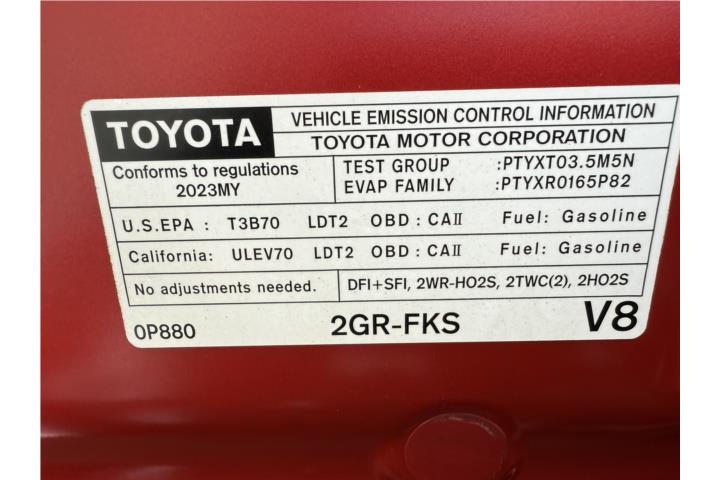 TOYOTA
VEHICLE EMISSION CONTROL INFORMATION
TOYOTA MOTOR CORPORATION
Conforms to regulations
2023MY
TEST GROUP :PTYXT03.5M5N
EVAP FAMILY :PTYXR0165P82
U.S.EPA : T3B70 LDT2 OBD : CAII Fuel: Gasoline
California: ULEV70 LDT2 OBD : CAII Fuel: Gasoline
No adjustments needed.
DFI+SFI, 2WR-HO2S, 2TWC(2), 2HO2S
0P880 2GR-FKS V8